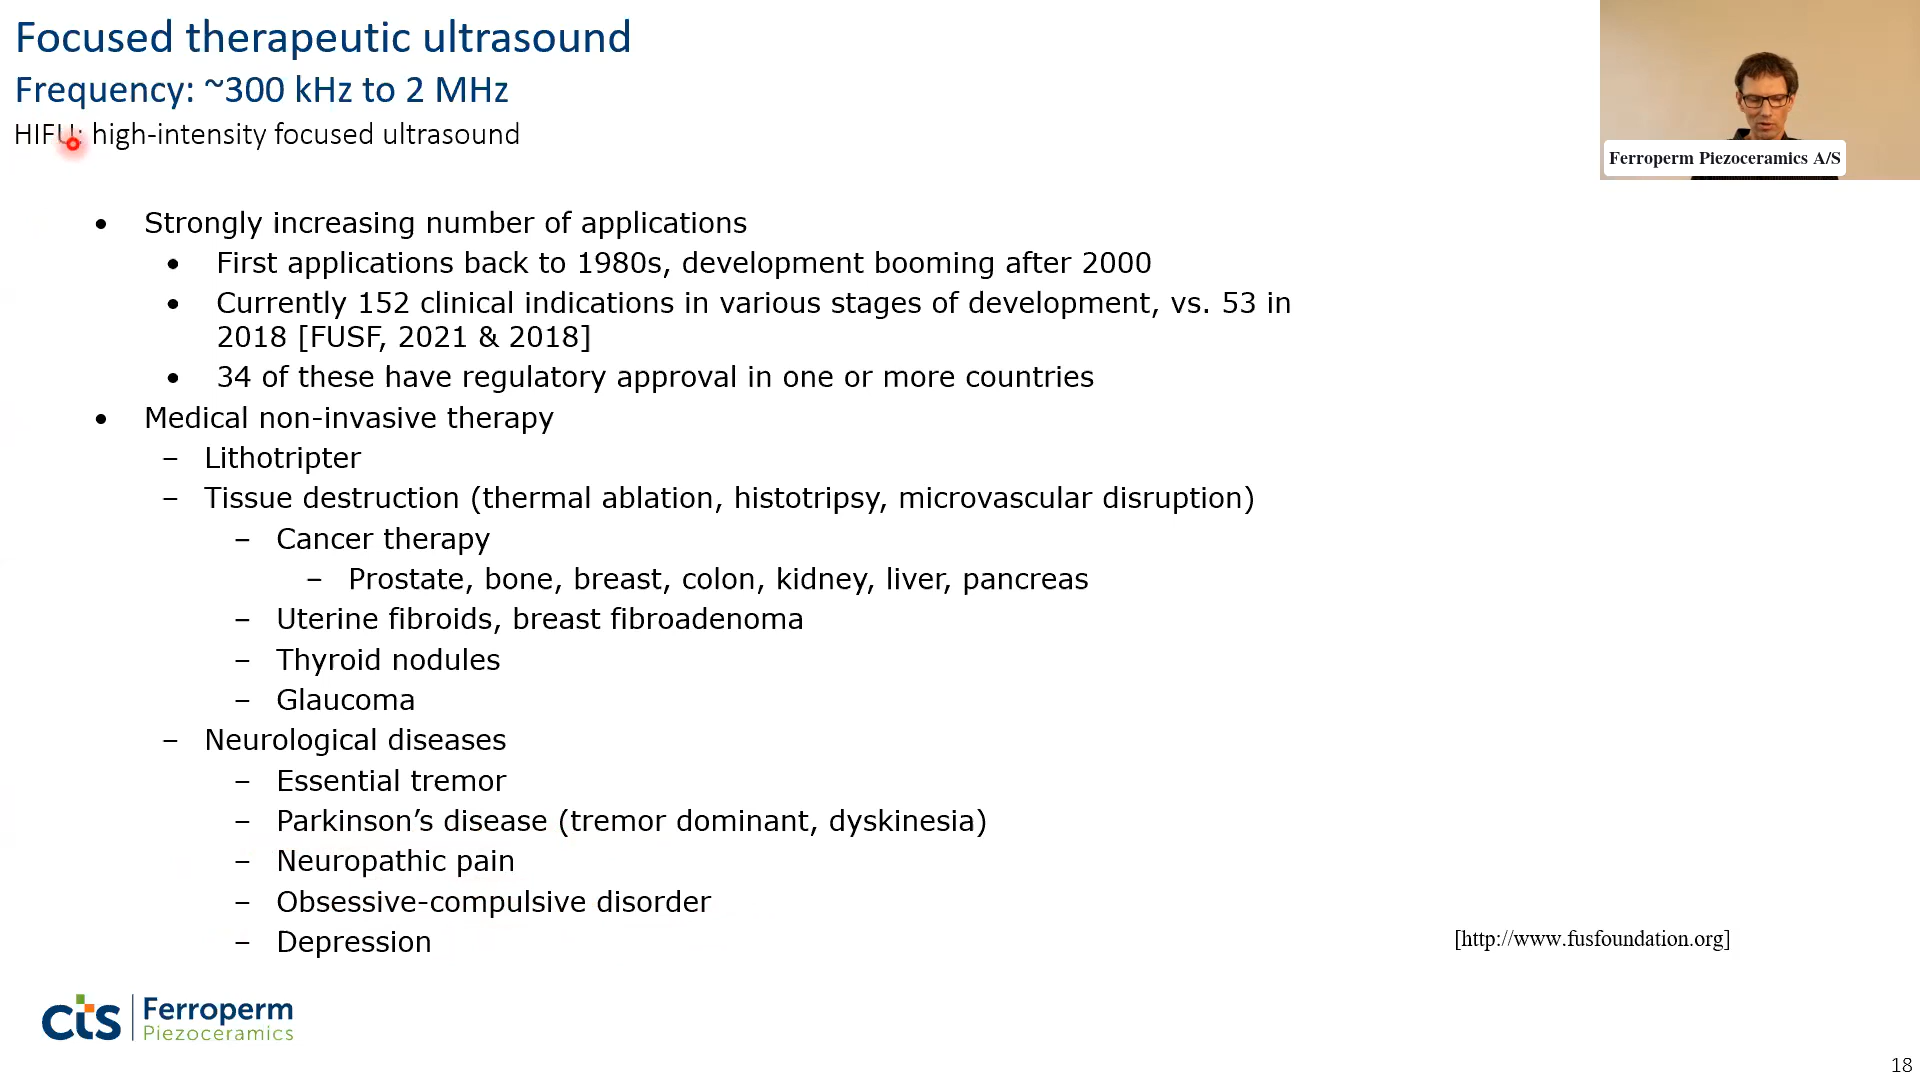 Focused therapeutic ultrasound
Frequency: ~300 kHz to 2 MHz
HIFU: high-intensity focused ultrasound
Ferroperm Piezoceramics A/S
• Strongly increasing number of applications
• First applications back to 1980s, development booming after 2000
• Currently 152 clinical indications in various stages of development, vs. 53 in
2018 [FUSF, 2021 & 2018]
• 34 of these have regulatory approval in one or more countries
• Medical non-invasive therapy
– Lithotripter
– Tissue destruction (thermal ablation, histotripsy, microvascular disruption)
– Cancer therapy
– Prostate, bone, breast, colon, kidney, liver, pancreas
– Uterine fibroids, breast fibroadenoma
– Thyroid nodules
– Glaucoma
– Neurological diseases
– Essential tremor
– Parkinson’s disease (tremor dominant, dyskinesia)
– Neuropathic pain
– Obsessive-compulsive disorder
– Depression
[http://www.fusfoundation.org]
cts Ferroperm
Piezoceramics
18